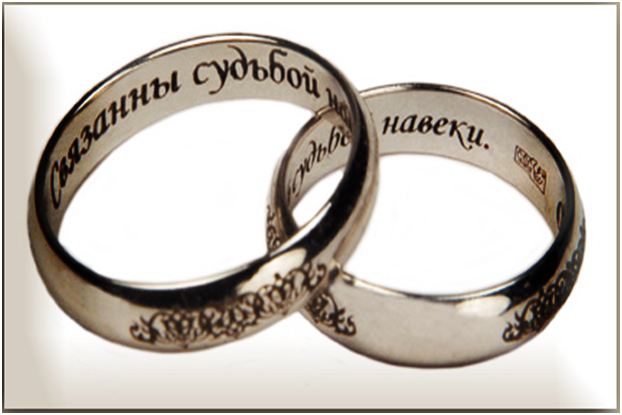 Связанны судьбой
навеки.